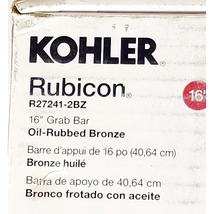 KOHLER
Rubicon®
R27241-2BZ
16"
16" Grab Bar
Oil-Rubbed Bronze
Barre d'appui de 16 po (40,64 cm)
Bronze huilé
Barra de apoyo de 40,64 cm
Bronce frotado con aceite